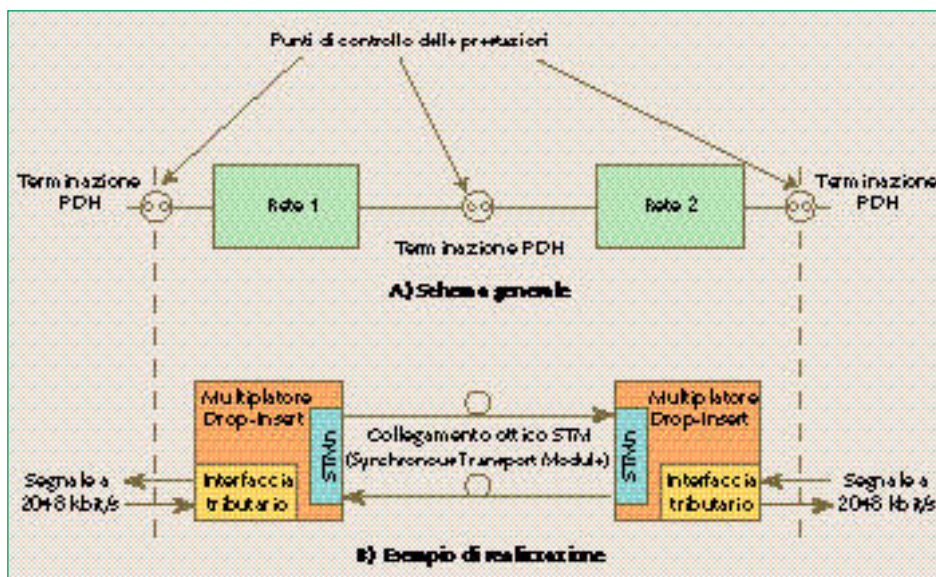 Punti di controllo delle prestazioni
Terminazione
PDH
Rete 1
Rete 2
Terminazione
PDH
Terminazione PDH
A) Schema generale
Multiplatore
Drop-Insert
STMn
Interfaccia
tributario
Collegamento ottico STM
(Synchronous Transport Module)
Multiplatore
Drop-Insert
STMn
Interfaccia
tributario
Segnale a
2048 kbit/s
Segnale a
2048 kbit/s
B) Esempio di realizzazione